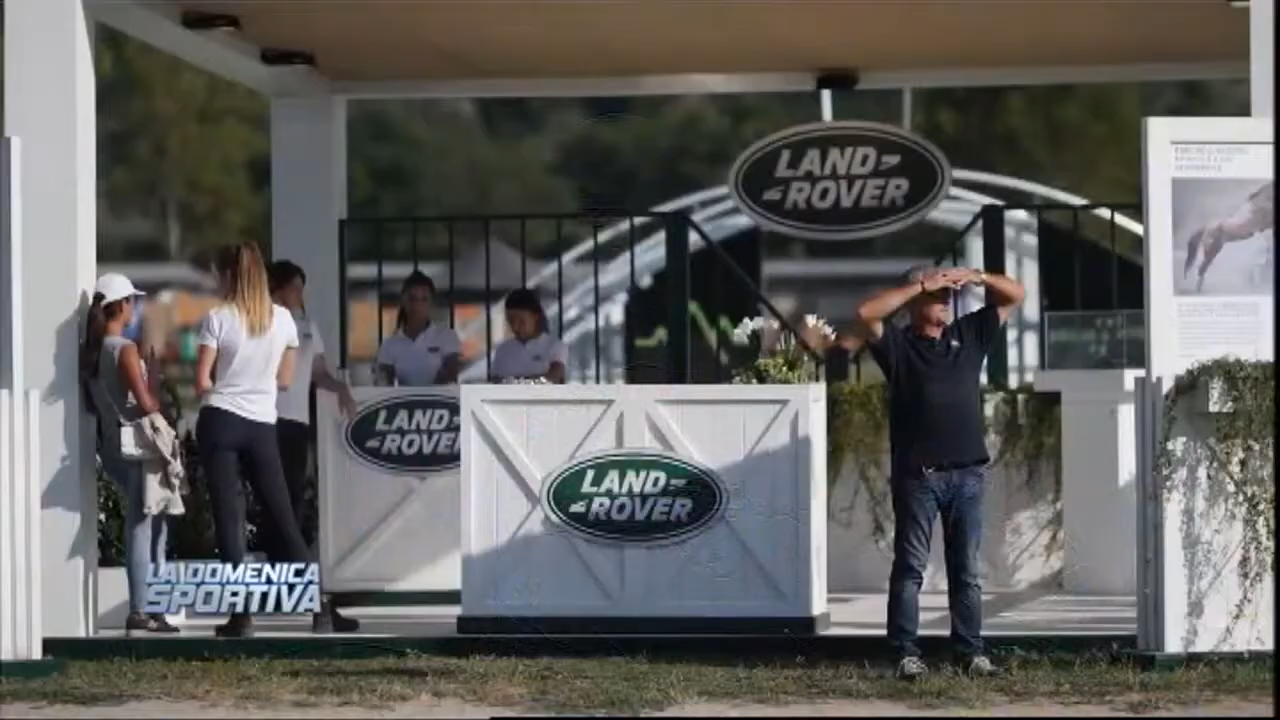 LAND
ROVER
LAND
ROVER
LAND
ROVER
LA DOMENICA
SPORTIVA